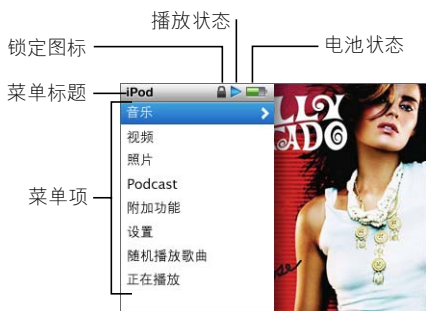 播放状态
锁定图标
电池状态
菜单标题
iPod
音乐
视频
照片
Podcast
菜单项
附加功能
设置
随机播放歌曲
正在播放
LLY
ADO